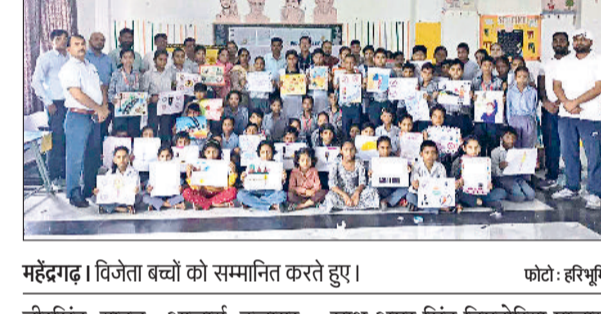 महेंद्रगढ़। विजेता बच्चों को सम्मानित करते हुए। फोटो : हरिभूमि